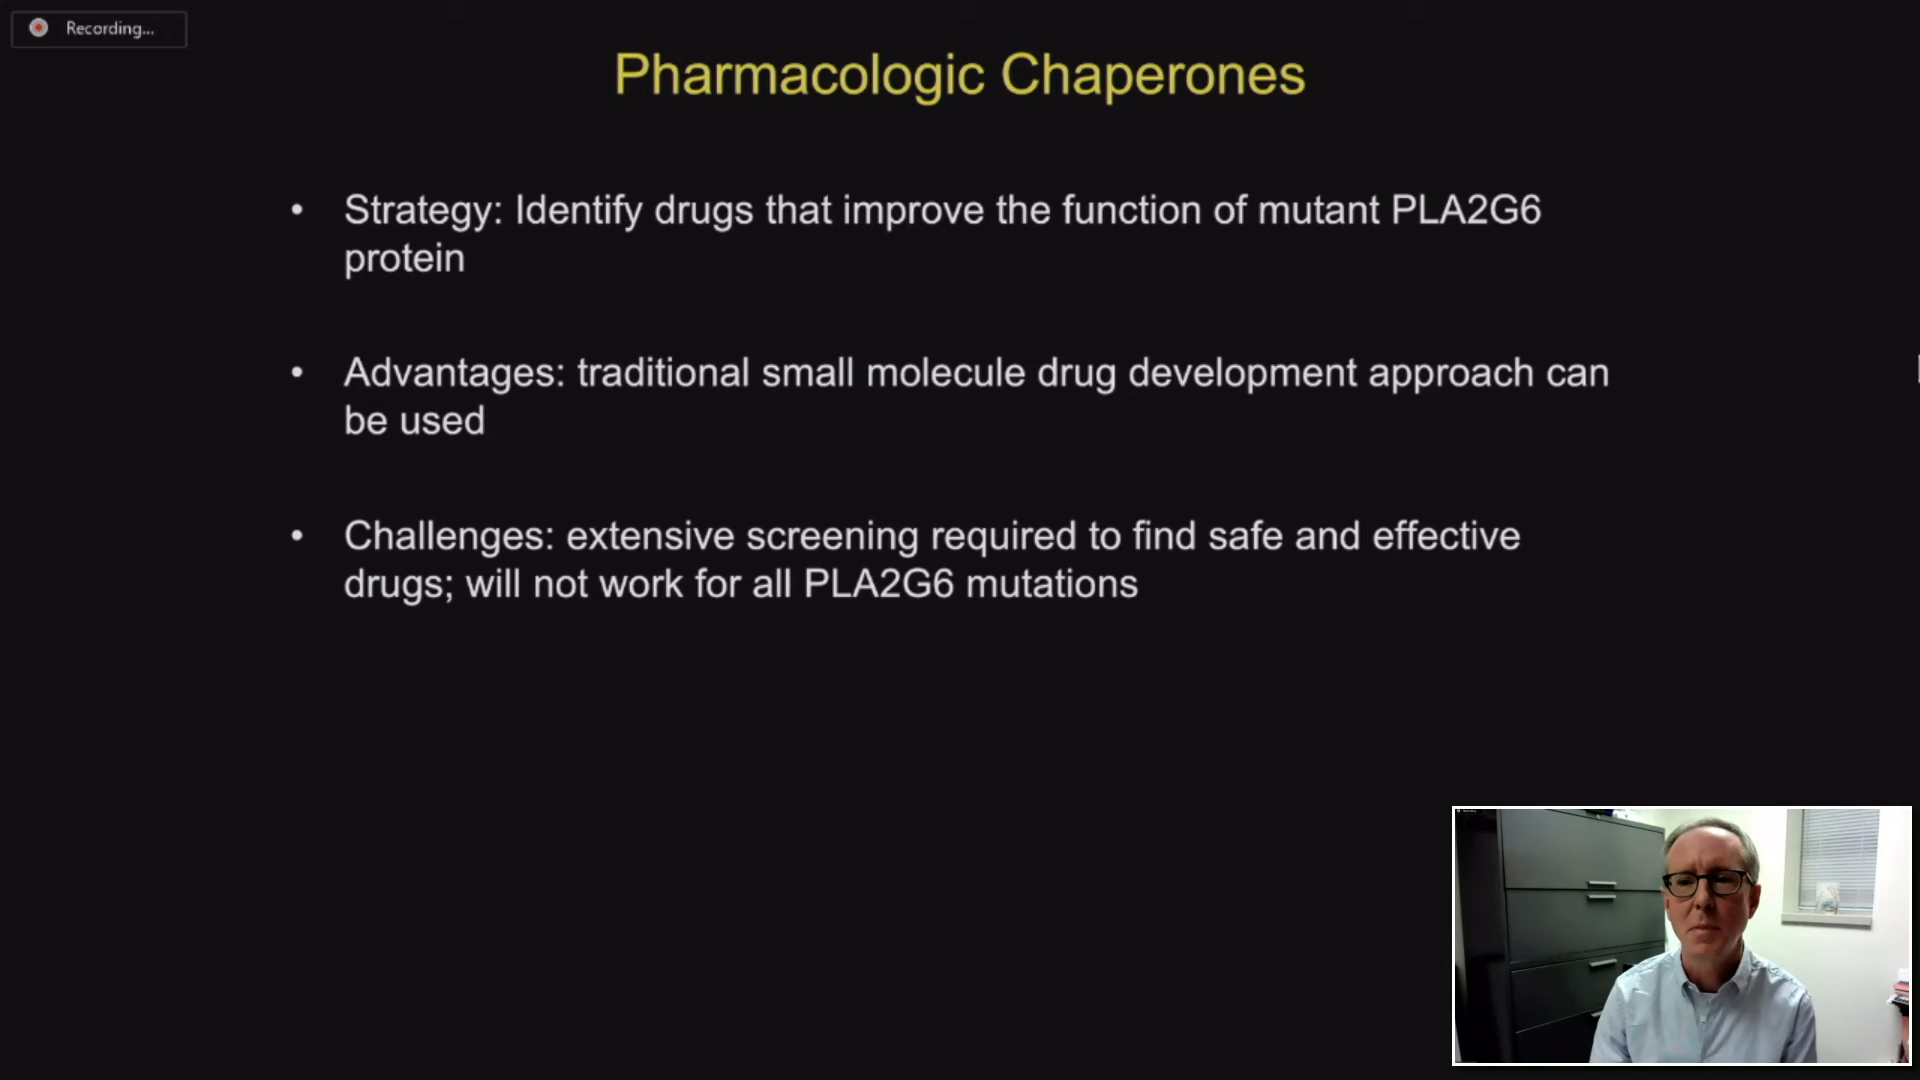 Recording...
Pharmacologic Chaperones
• Strategy: Identify drugs that improve the function of mutant PLA2G6
protein
• Advantages: traditional small molecule drug development approach can
be used
• Challenges: extensive screening required to find safe and effective
drugs; will not work for all PLA2G6 mutations